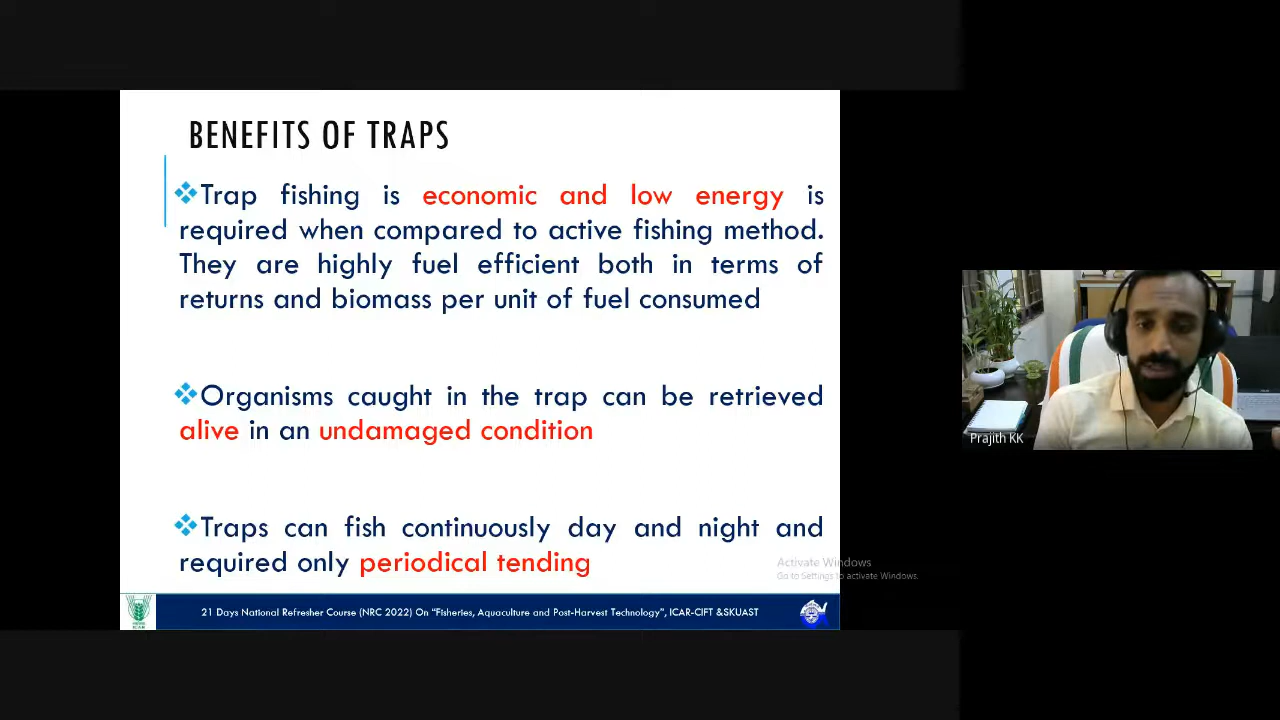 BENEFITS OF TRAPS
Trap fishing is economic and low energy is
required when compared to active fishing method.
They are highly fuel efficient both in terms of
returns and biomass per unit of fuel consumed
Organisms caught in the trap can be retrieved
alive in an undamaged condition
Traps can fish continuously day and night and
required only periodical tending
Activate Windows
Go to Settings to activate Windows.
21 Days National Refresher Course (NRC 2022) On "Fisheries, Aquaculture and Post-Harvest Technology", ICAR-CIFT &SKUAST
Prajith KK